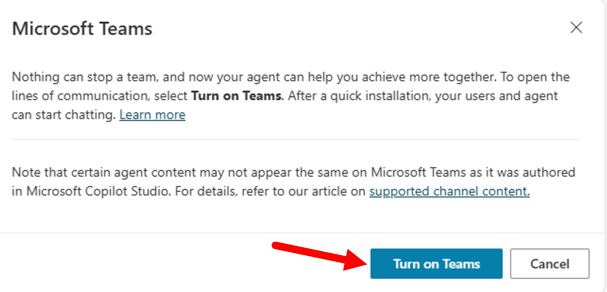 Microsoft Teams
Nothing can stop a team, and now your agent can help you achieve more together. To open the
lines of communication, select Turn on Teams. After a quick installation, your users and agent
can start chatting. Learn more
Note that certain agent content may not appear the same on Microsoft Teams as it was authored
in Microsoft Copilot Studio. For details, refer to our article on supported channel content.
Turn on Teams Cancel